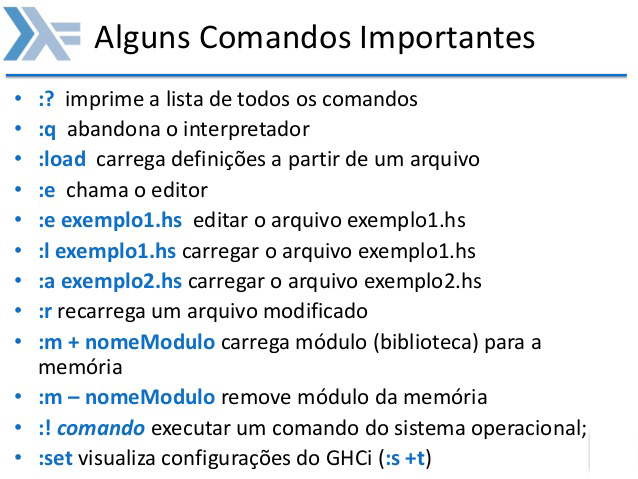 Alguns Comandos Importantes
• :? imprime a lista de todos os comandos
• :q abandona o interpretador
• :load carrega definições a partir de um arquivo
• :e chama o editor
• :e exemplo1.hs editar o arquivo exemplo1.hs
• :l exemplo1.hs carregar o arquivo exemplo1.hs
• :a exemplo2.hs carregar o arquivo exemplo2.hs
• :r recarrega um arquivo modificado
• :m + nomeModulo carrega módulo (biblioteca) para a
memória
• :m – nomeModulo remove módulo da memória
• :! comando executar um comando do sistema operacional;
• :set visualiza configurações do GHCi (:s +t)